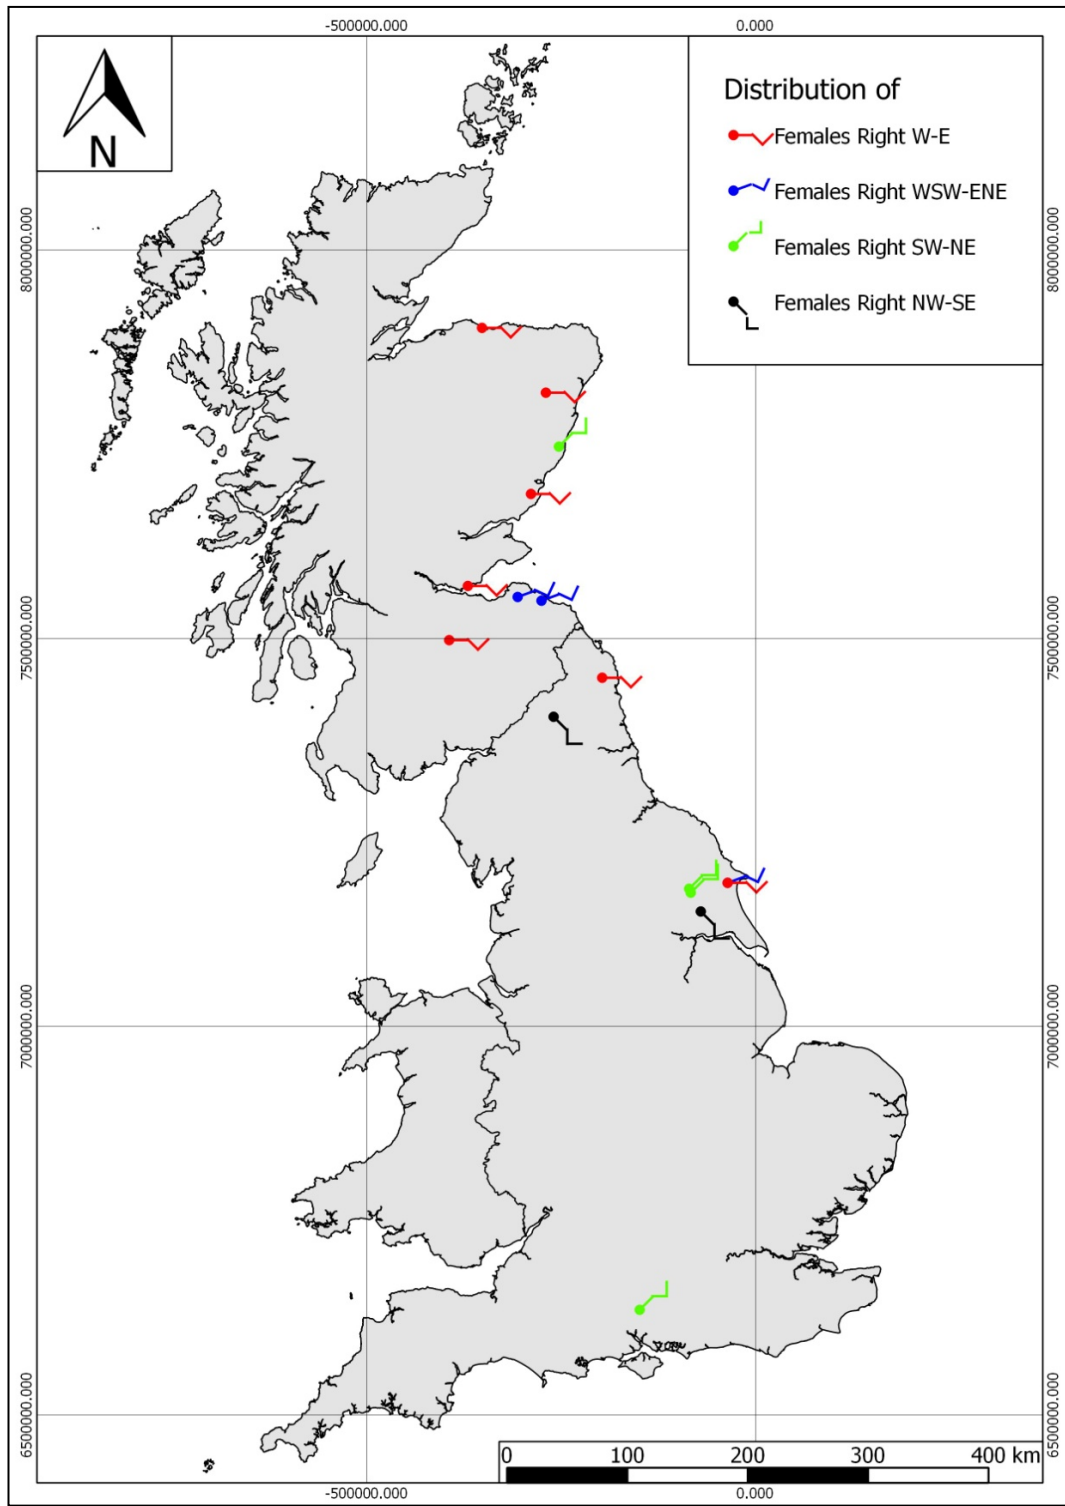 -500000.000 0.000
N
Distribution of
Females Right W-E
Females Right WSW-ENE
Females Right SW-NE
Females Right NW-SE
8000000.000 8000000.000
7500000.000 7500000.000
7000000.000 7000000.000
6500000.000 6500000.000
0 100 200 300 400 km
-500000.000 0.000